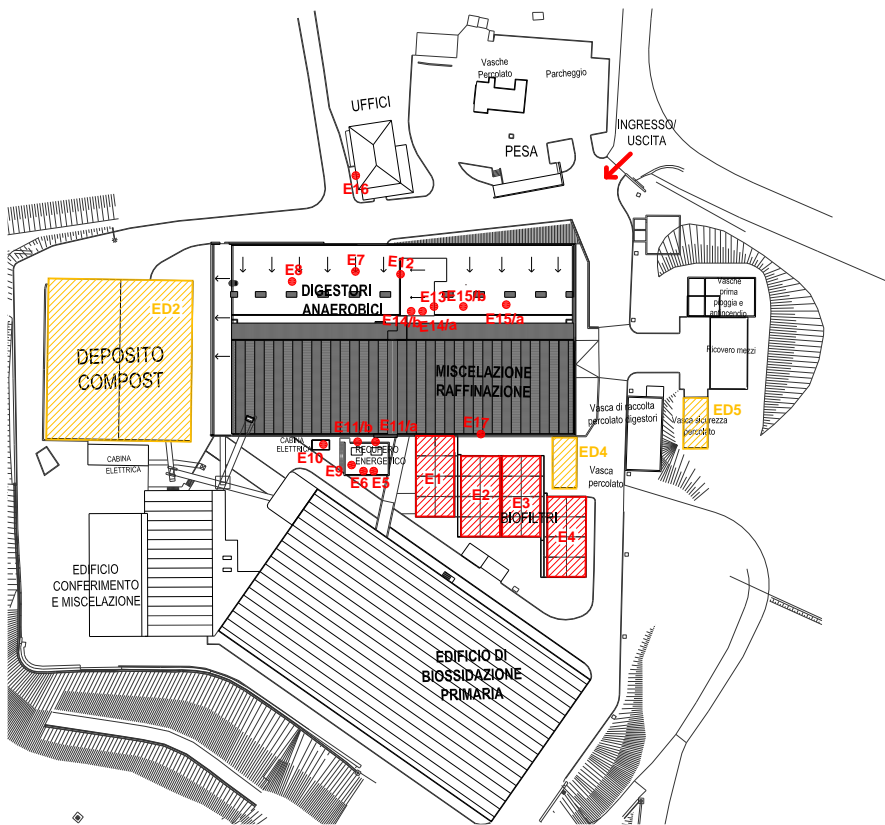 Vasche
Percolato
Parcheggio
UFFICI
INGRESSO/
USCITA
PESA
E16
E8
E7
E12
DIGESTORI
ANAEROBICI
E13
E15/b
E15/a
E14/b
E14/a
ED2
DEPOSITO
COMPOST
MISCELAZIONE
RAFFINAZIONE
Vasche
prima
pioggia e
antincendio
Ricovero mezzi
Vasca di raccolta
percolato digestori
ED5
Vasca sicurezza
percolato
ED4
Vasca
percolato
E17
E11/b
E11/a
CABINA
ELETTRICA
E10
RECUPERO
ENERGETICO
E9
E6
E5
E1
E2
E3
BIOFILTRI
E4
CABINA
ELETTRICA
EDIFICIO
CONFERIMENTO
E MISCELAZIONE
EDIFICIO DI
BIOSSIDAZIONE
PRIMARIA